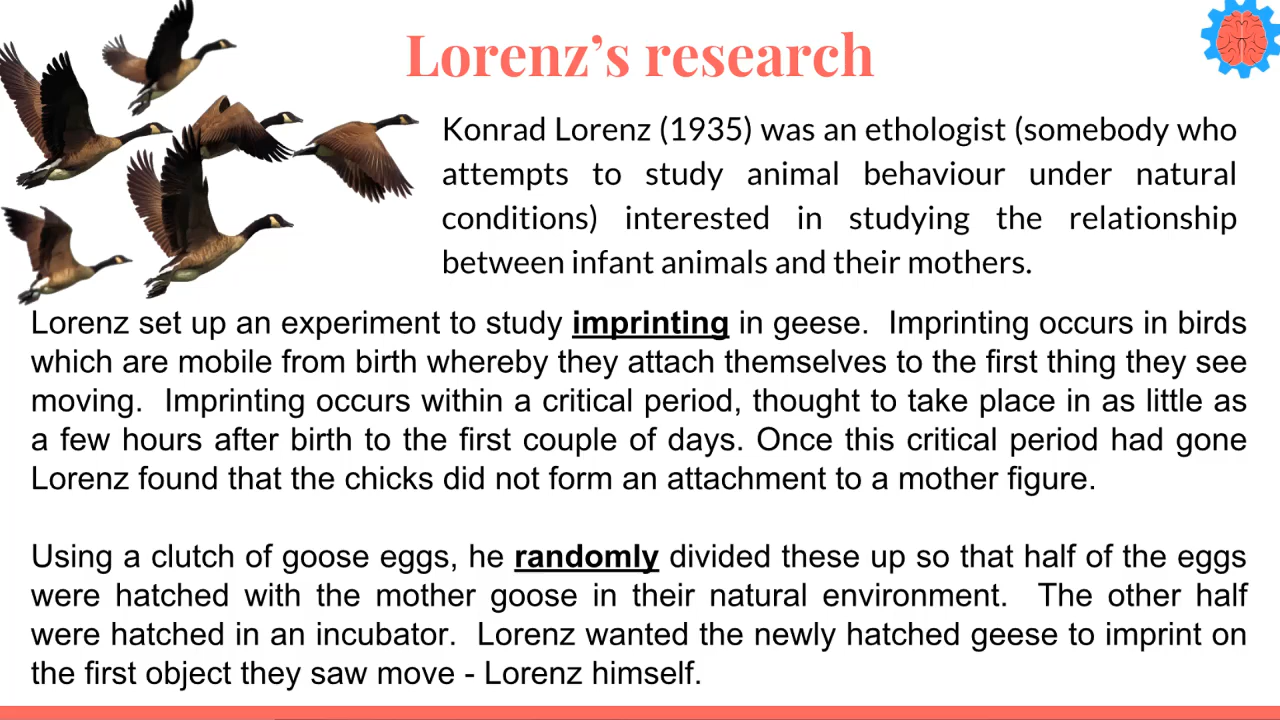 Lorenz’s research
Konrad Lorenz (1935) was an ethologist (somebody who
attempts to study animal behaviour under natural
conditions) interested in studying the relationship
between infant animals and their mothers.
Lorenz set up an experiment to study imprinting in geese.  Imprinting occurs in birds
which are mobile from birth whereby they attach themselves to the first thing they see
moving.  Imprinting occurs within a critical period, thought to take place in as little as
a few hours after birth to the first couple of days. Once this critical period had gone
Lorenz found that the chicks did not form an attachment to a mother figure.
Using a clutch of goose eggs, he randomly divided these up so that half of the eggs
were hatched with the mother goose in their natural environment.  The other half
were hatched in an incubator.  Lorenz wanted the newly hatched geese to imprint on
the first object they saw move - Lorenz himself.